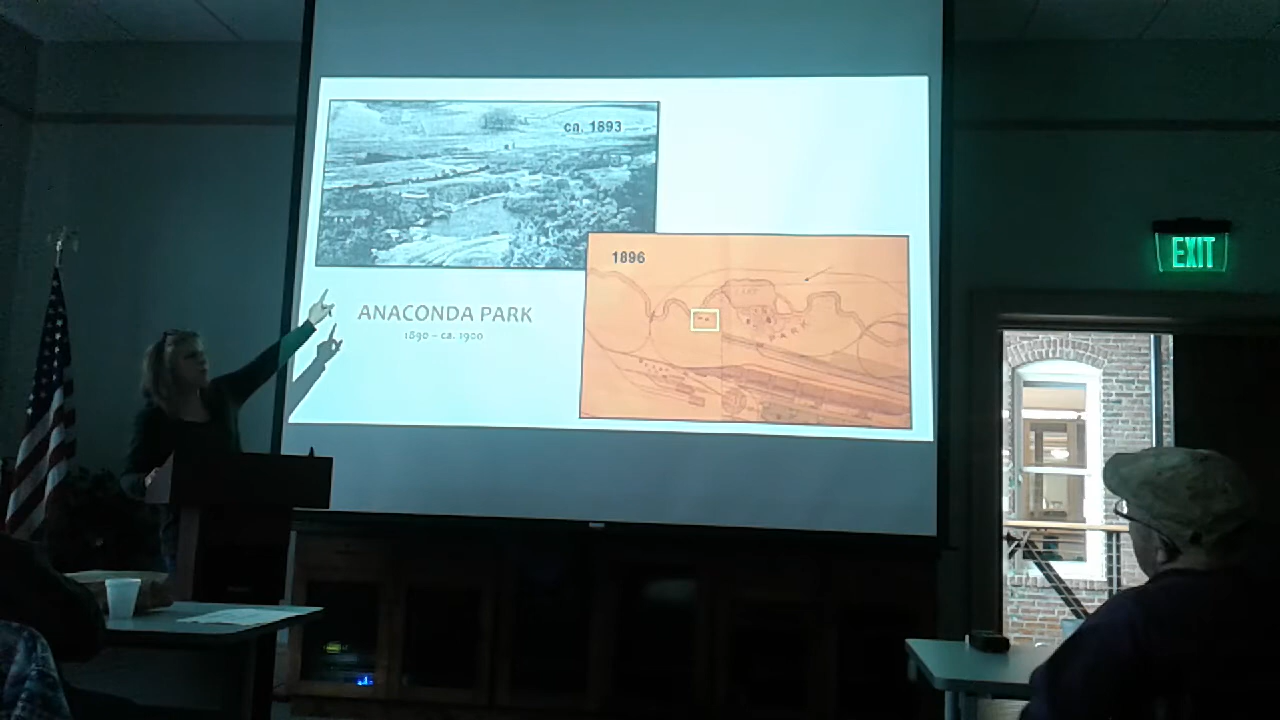 ca. 1893
1896
ANACONDA PARK
1890 – ca. 1900
EXIT